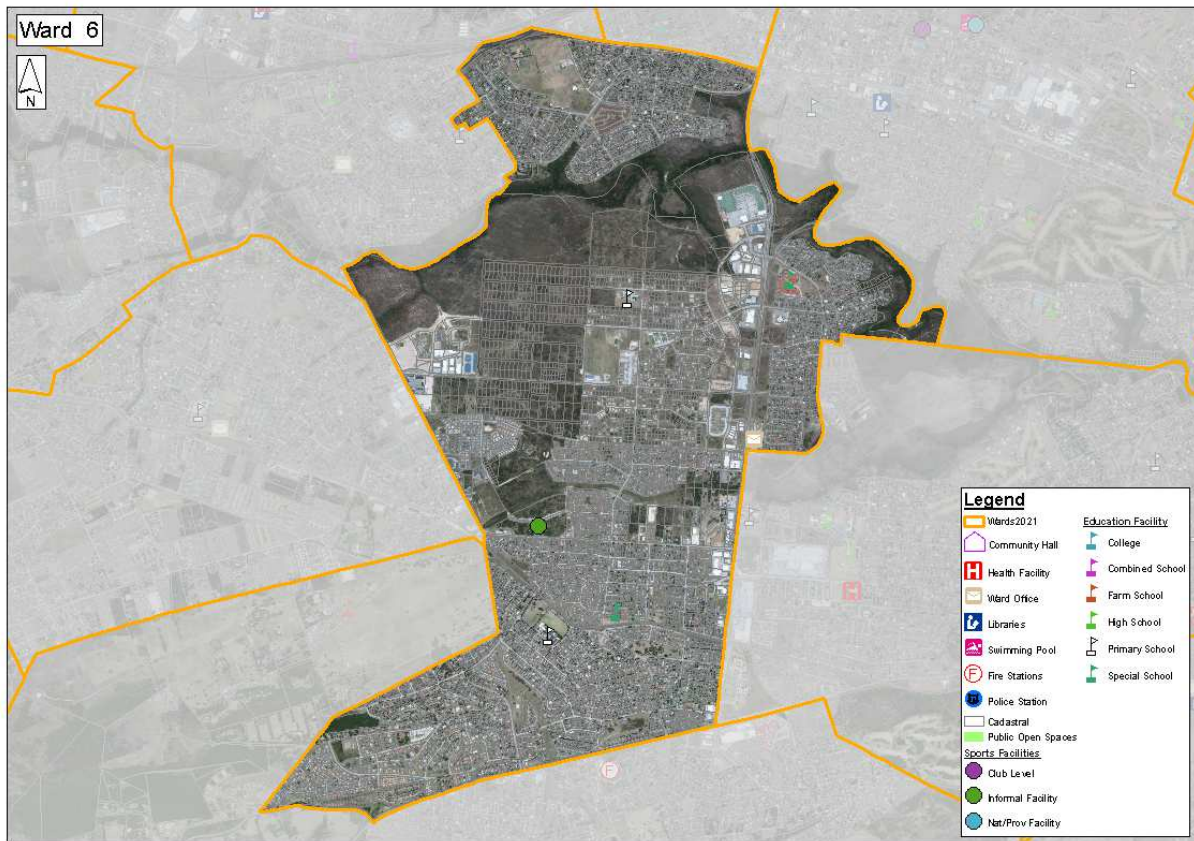 Ward 6
N
Legend
Wards2021
Community Hall
Health Facility
Ward Office
Libraries
Swimming Pool
Fire Stations
Police Station
Cadastral
Public Open Spaces
Sports Facilities
Club Level
Informal Facility
Nat/Prov Facility
Education Facility
College
Combined School
Farm School
High School
Primary School
Special School